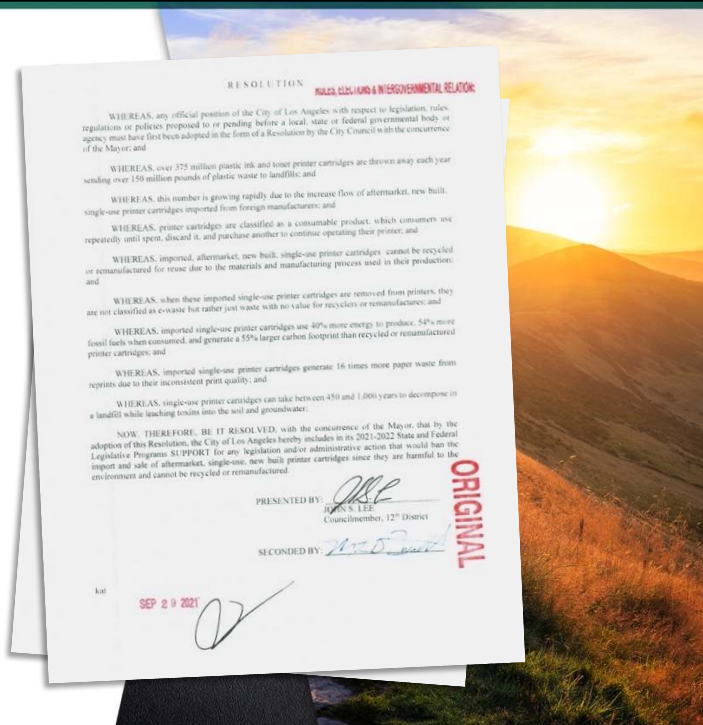 RESOLUTION
RULES, ELECTIONS & INTERGOVERNMENTAL RELATIONS
WHEREAS, any official position of the City of Los Angeles with respect to legislation, rules,
regulations or policies proposed to or pending before a local, state or federal governmental body or
agency must have first been adopted in the form of a Resolution by the City Council with the concurrence
of the Mayor; and
WHEREAS, over 375 million plastic ink and toner printer cartridges are thrown away each year
sending over 150 million pounds of plastic waste to landfills; and
WHEREAS, this number is growing rapidly due to the increase flow of aftermarket, new built,
single-use printer cartridges imported from foreign manufacturers; and
WHEREAS, printer cartridges are classified as a consumable product, which consumers use
repeatedly until spent, discard it, and purchase another to continue operating their printer; and
WHEREAS, imported, aftermarket, new built, single-use printer cartridges cannot be recycled
or remanufactured for reuse due to the materials and manufacturing process used in their production;
and
WHEREAS, when these imported single-use printer cartridges are removed from printers, they
are not classified as e-waste but rather just waste with no value for recyclers or remanufactures; and
WHEREAS, imported single-use printer cartridges use 40% more energy to produce, 54% more
fossil fuels when consumed, and generate a 55% larger carbon footprint than recycled or remanufactured
printer cartridges; and
WHEREAS, imported single-use printer cartridges generate 16 times more paper waste from
reprints due to their inconsistent print quality; and
WHEREAS, single-use printer cartridges can take between 450 and 1,000 years to decompose in
a landfill while leaching toxins into the soil and groundwater;
NOW, THEREFORE, BE IT RESOLVED, with the concurrence of the Mayor, that by the
adoption of this Resolution, the City of Los Angeles hereby includes in its 2021-2022 State and Federal
Legislative Programs SUPPORT for any legislation and/or administrative action that would ban the
import and sale of aftermarket, single-use, new built printer cartridges since they are harmful to the
environment and cannot be recycled or remanufactured.
PRESENTED BY:
JOHN S. LEE
Councilmember, 12th District
SECONDED BY:
ORIGINAL
kat
SEP 29 2021